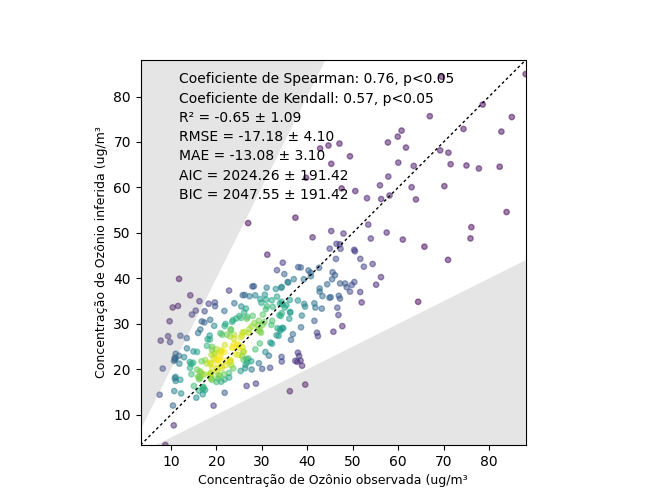 Coeficiente de Spearman: 0.76, p<0.05
Coeficiente de Kendall: 0.57, p<0.05
R² = -0.65 ± 1.09
RMSE = -17.18 ± 4.10
MAE = -13.08 ± 3.10
AIC = 2024.26 ± 191.42
BIC = 2047.55 ± 191.42
Concentração de Ozônio inferida (ug/m³
80
70
60
50
40
30
20
10
10 20 30 40 50 60 70 80
Concentração de Ozônio observada (ug/m³